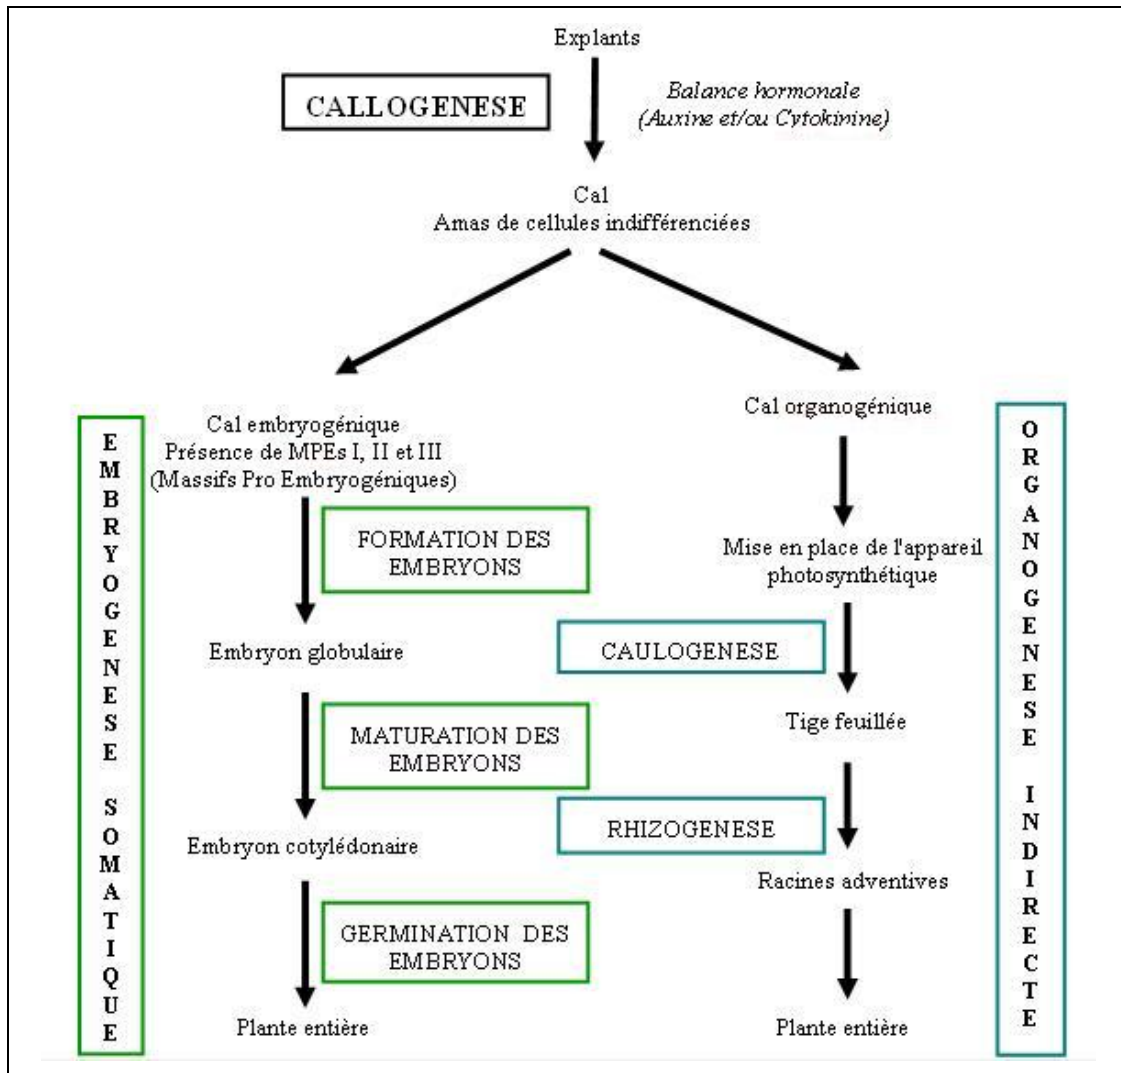 Explants
CALLOGENESE
Balance hormonale
(Auxine et/ou Cytokinine)
Cal
Amas de cellules indifférenciées
EMBRYOGENESE SOMATIQUE
Cal embryogénique
Présence de MPEs I, II et III
(Massifs Pro Embryogéniques)
FORMATION DES
EMBRYONS
Embryon globulaire
MATURATION DES
EMBRYONS
Embryon cotylédonaire
GERMINATION DES
EMBRYONS
Plante entière
Cal organogénique
Mise en place de l'appareil
photosynthétique
CAULOGENESE
Tige feuillée
RHIZOGENESE
Racines adventives
Plante entière
ORGANOGENESE INDIRECTE